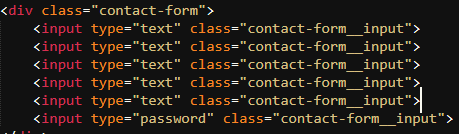 <div class="contact-form">
<input type="text" class="contact-form__input">
<input type="text" class="contact-form__input">
<input type="text" class="contact-form__input">
<input type="text" class="contact-form__input">
<input type="text" class="contact-form__input">
<input type="password" class="contact-form__input">
</div>